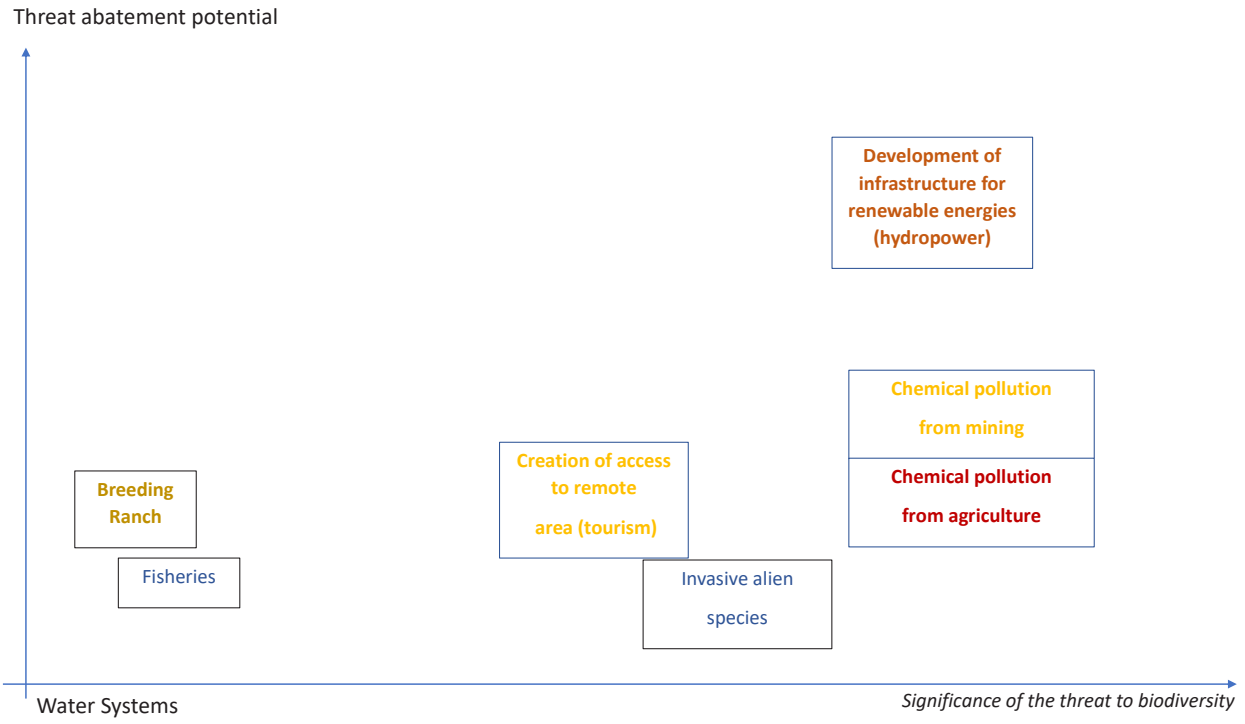 Threat abatement potential
Development of
infrastructure for
renewable energies
(hydropower)
Chemical pollution
from mining
Creation of access
to remote
area (tourism)
Chemical pollution
from agriculture
Breeding
Ranch
Fisheries
Invasive alien
species
Water Systems
Significance of the threat to biodiversity